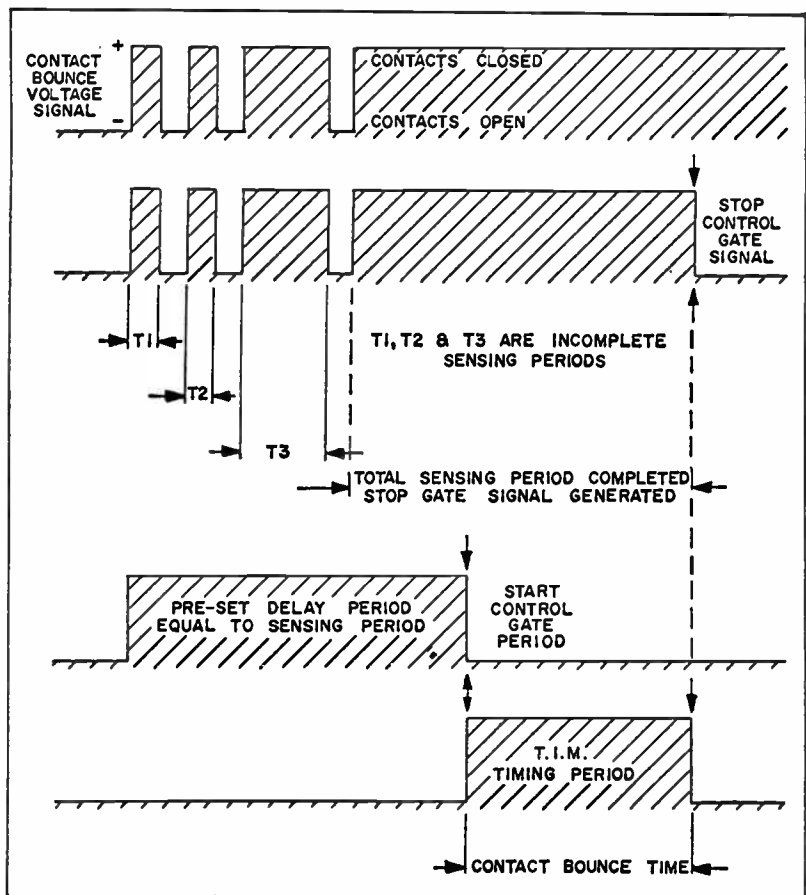 CONTACT
BOUNCE
VOLTAGE
SIGNAL
+
−
CONTACTS CLOSED
CONTACTS OPEN
STOP
CONTROL
GATE
SIGNAL
T1
T1,T2 & T3 ARE INCOMPLETE
SENSING PERIODS
T2
T3
TOTAL SENSING PERIOD COMPLETED
STOP GATE SIGNAL GENERATED
PRE-SET DELAY PERIOD
EQUAL TO SENSING PERIOD
START
CONTROL
GATE
PERIOD
T.I.M.
TIMING PERIOD
CONTACT BOUNCE TIME